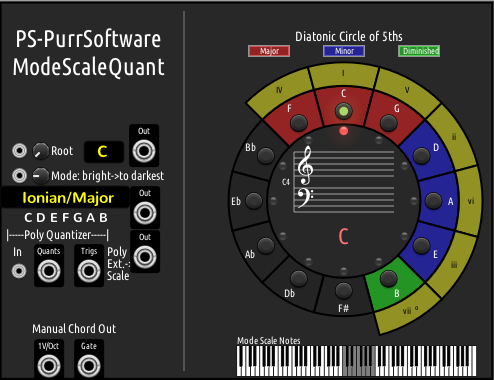 PS-PurrSoftware
ModeScaleQuant
Out
Root
C
Mode: bright->to darkest
Ionian/Major
Out
C D E F G A B
|-----Poly Quantizer-----|
Out
In
Quants
Trigs
Poly
Ext.-:
Scale
Manual Chord Out
1V/Oct
Gate
Diatonic Circle of 5ths
Major
Minor
Diminished
IV
I
V
ii
vi
iii
vii °
F
C
G
D
A
E
B
F#
Db
Ab
Eb
Bb
C4
C
Mode Scale Notes